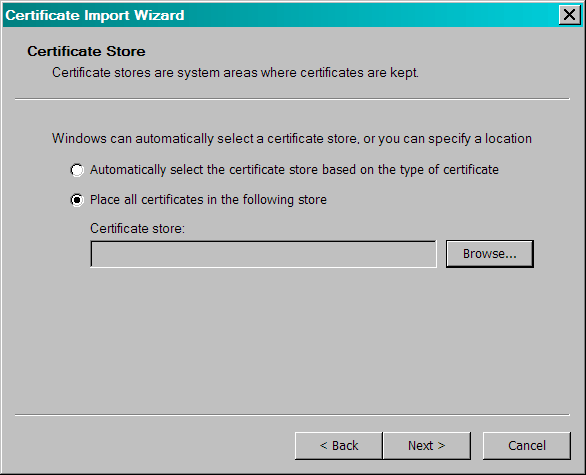 Certificate Import Wizard
Certificate Store
Certificate stores are system areas where certificates are kept.
Windows can automatically select a certificate store, or you can specify a location
Automatically select the certificate store based on the type of certificate
Place all certificates in the following store
Certificate store:
Browse...
< Back Next > Cancel